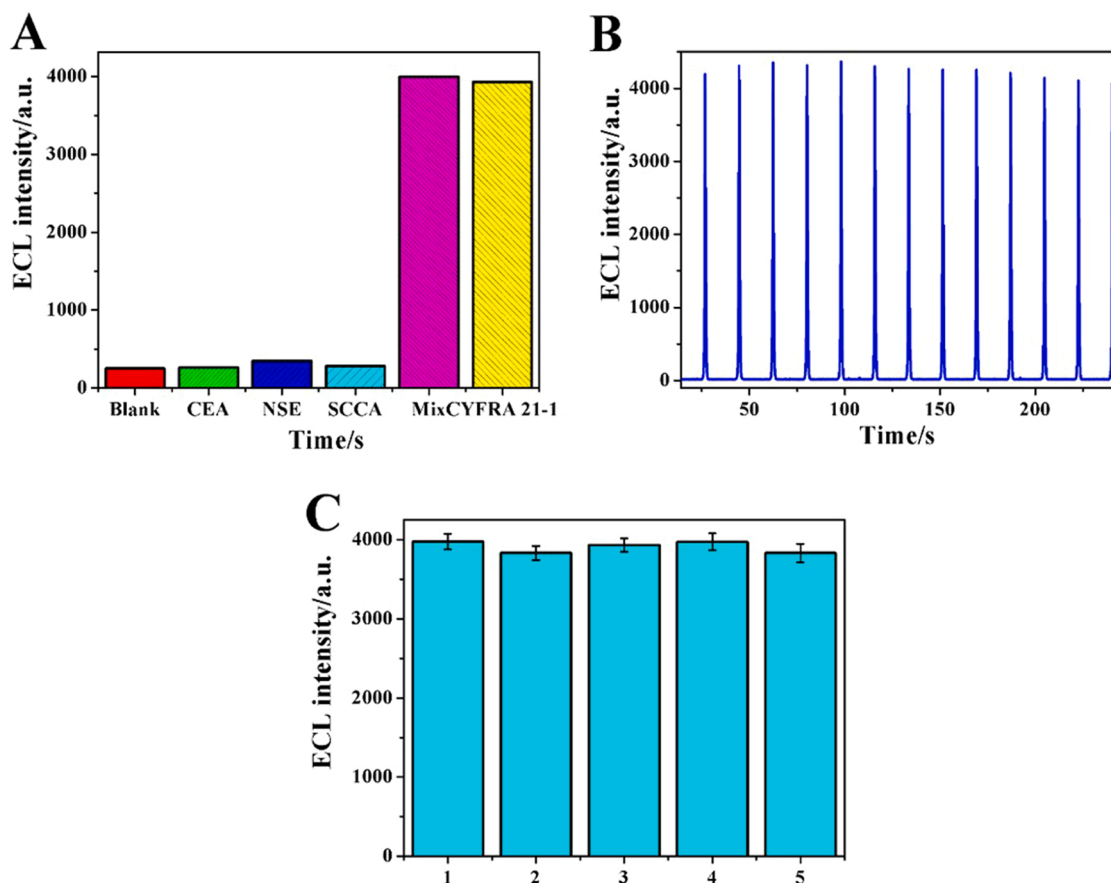 A
ECL intensity/a.u.
4000
3000
2000
1000
0
Blank CEA NSE SCCA MixCYFRA 21-1
Time/s
B
ECL intensity/a.u.
4000
3000
2000
1000
0
50 100 150 200
Time/s
C
ECL intensity/a.u.
4000
3000
2000
1000
0
1 2 3 4 5